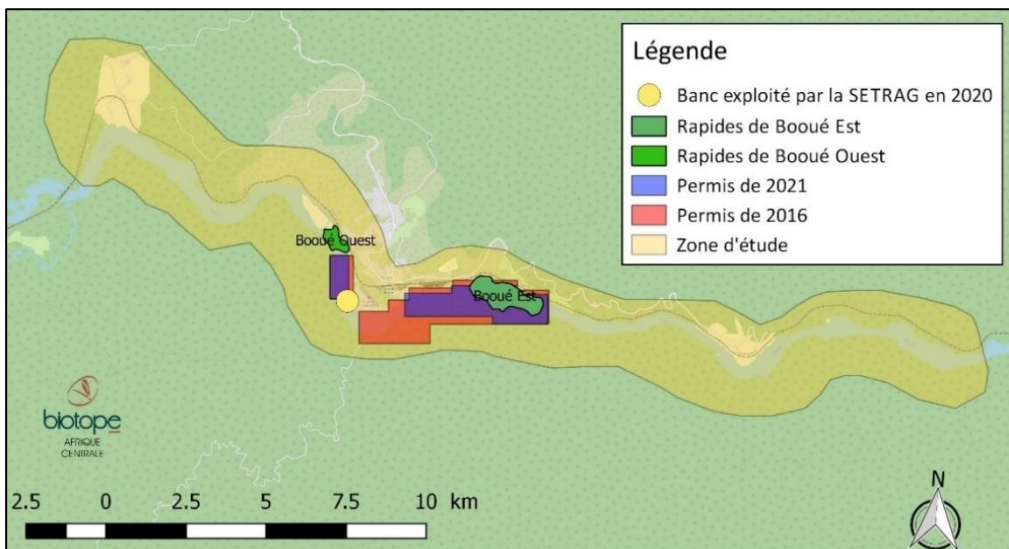 Légende
Banc exploité par la SETRAG en 2020
Rapides de Booué Est
Rapides de Booué Ouest
Permis de 2021
Permis de 2016
Zone d'étude
Booué Ouest
Booué Est
biotope
AFRIQUE
CENTRALE
2.5 0 2.5 5 7.5 10 km
N